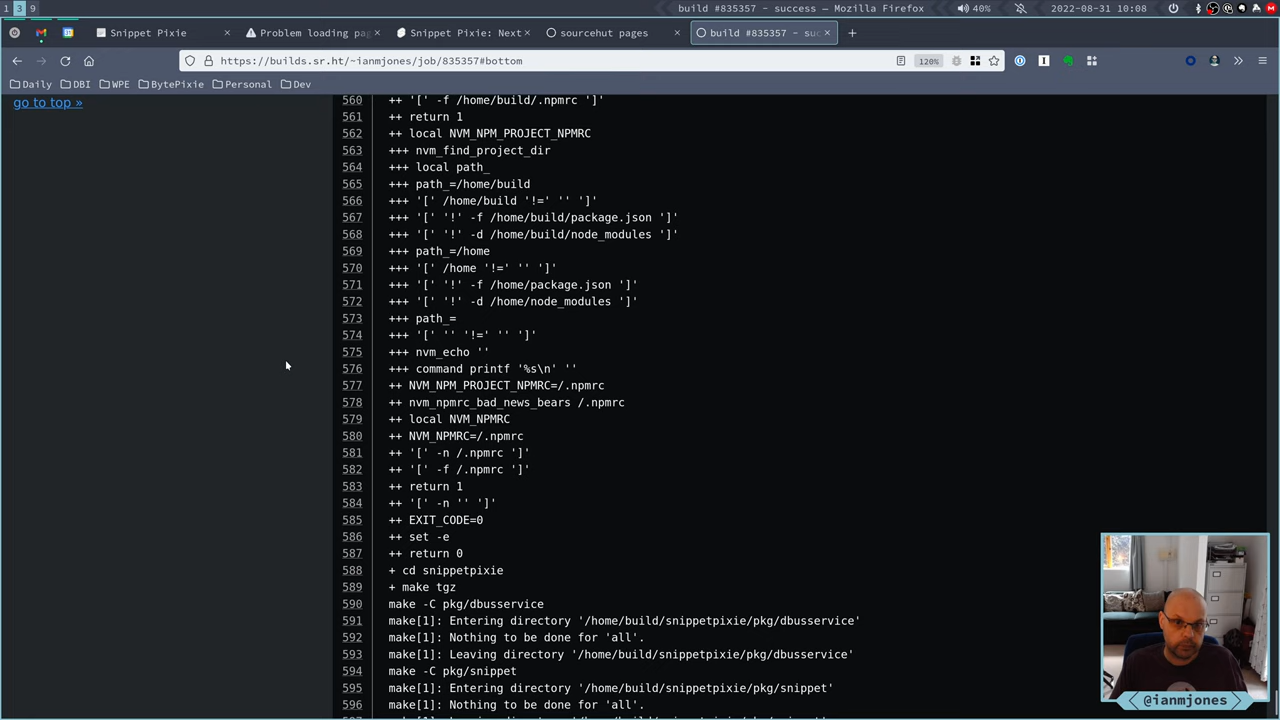 1 3 9 build #835357 - success — Mozilla Firefox 40% 2022-08-31 10:08
Snippet Pixie Problem loading pag Snippet Pixie: Next sourcehut pages build #835357 - suc
https://builds.sr.ht/~ianmjones/job/835357#bottom 120%
Daily DBI WPE BytePixie Personal Dev
go to top »
560 ++ '[' -f /home/build/.npmrc ']'
561 ++ return 1
562 ++ local NVM_NPM_PROJECT_NPMRC
563 +++ nvm_find_project_dir
564 +++ local path_
565 +++ path_=/home/build
566 +++ '[' /home/build '!=' '' ']'
567 +++ '[' '!' -f /home/build/package.json ']'
568 +++ '[' '!' -d /home/build/node_modules ']'
569 +++ path_=/home
570 +++ '[' /home '!=' '' ']'
571 +++ '[' '!' -f /home/package.json ']'
572 +++ '[' '!' -d /home/node_modules ']'
573 +++ path_=
574 +++ '[' '' '!=' '' ']'
575 +++ nvm_echo ''
576 +++ command printf '%s\n' ''
577 ++ NVM_NPM_PROJECT_NPMRC=/.npmrc
578 ++ nvm_npmrc_bad_news_bears /.npmrc
579 ++ local NVM_NPMRC
580 ++ NVM_NPMRC=/.npmrc
581 ++ '[' -n /.npmrc ']'
582 ++ '[' -f /.npmrc ']'
583 ++ return 1
584 ++ '[' -n '' ']'
585 ++ EXIT_CODE=0
586 ++ set -e
587 ++ return 0
588 + cd snippetpixie
589 + make tgz
590 make -C pkg/dbusservice
591 make[1]: Entering directory '/home/build/snippetpixie/pkg/dbusservice'
592 make[1]: Nothing to be done for 'all'.
593 make[1]: Leaving directory '/home/build/snippetpixie/pkg/dbusservice'
594 make -C pkg/snippet
595 make[1]: Entering directory '/home/build/snippetpixie/pkg/snippet'
596 make[1]: Nothing to be done for 'all'.
@ianmjones